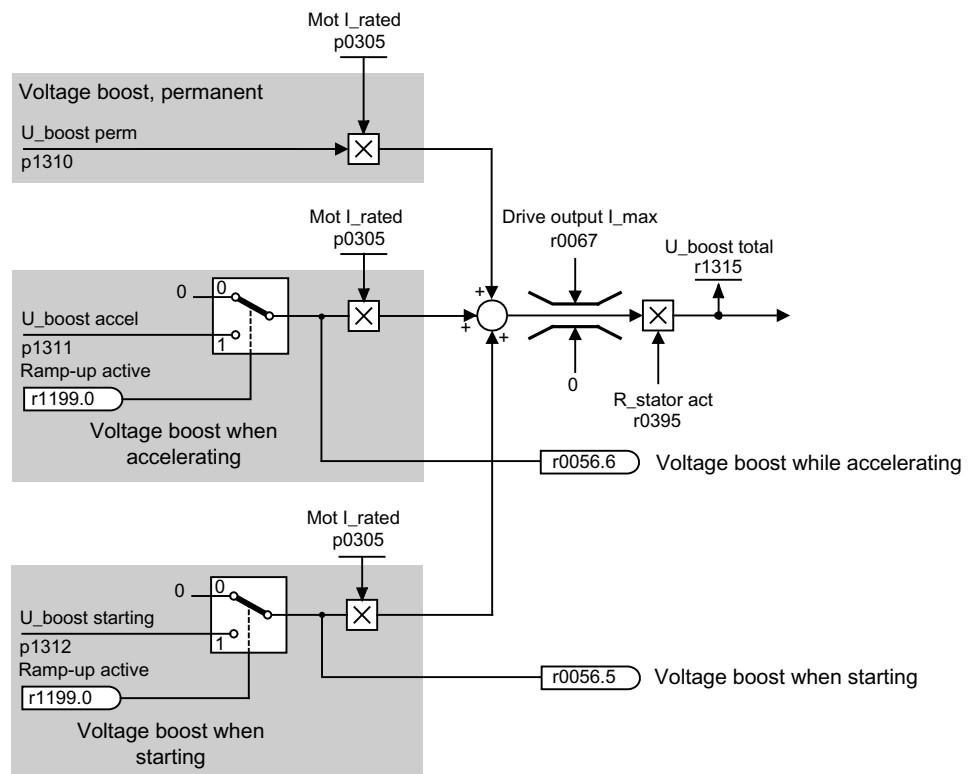 Mot I_rated
p0305
Voltage boost, permanent
U_boost perm
p1310
Mot I_rated
p0305
Drive output I_max
r0067
U_boost total
r1315
0
0
U_boost accel
p1311
1
Ramp-up active
r1199.0
Voltage boost when
accelerating
+
+
+
0
R_stator act
r0395
r0056.6
Voltage boost while accelerating
Mot I_rated
p0305
0
0
U_boost starting
p1312
1
Ramp-up active
r1199.0
Voltage boost when
starting
r0056.5
Voltage boost when starting